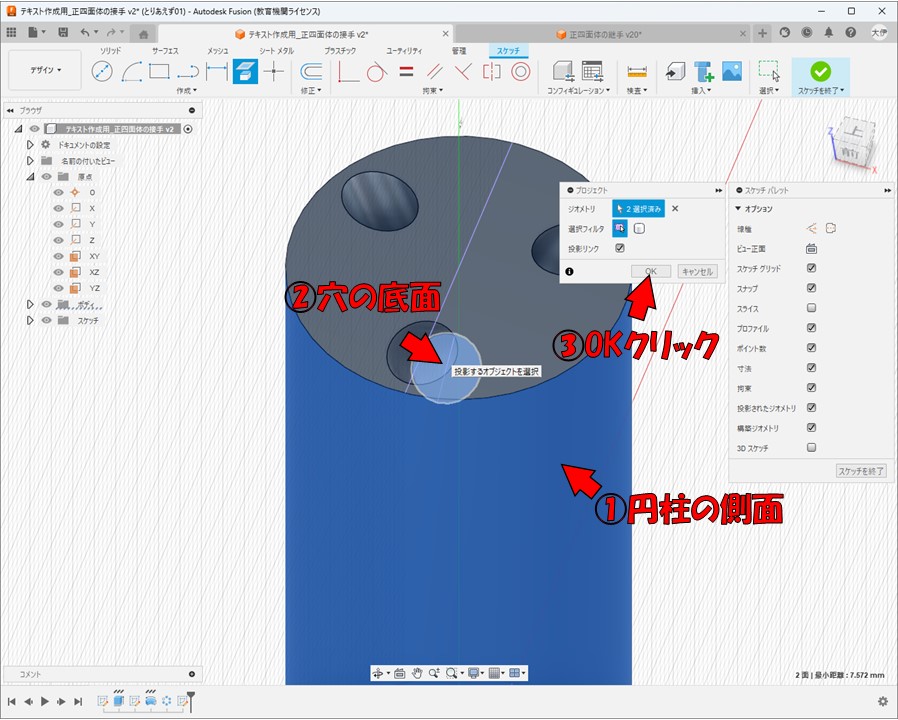 テキスト作成用_正四面体の接手 v2* (とりあえず01) - Autodesk Fusion (教育機関ライセンス)
テキスト作成用_正四面体の接手 v2*
正四面体の継手 v20*
大伊
デザイン
ソリッド
サーフェス
メッシュ
シート メタル
プラスチック
ユーティリティ
管理
スケッチ
作成
修正
拘束
コンフィギュレーション
検査
挿入
選択
スケッチを終了
ブラウザ
テキスト作成用_正四面体の接手 v2
ドキュメントの設定
名前の付いたビュー
原点
O
X
Y
Z
XY
XZ
YZ
ボディ
スケッチ
上
前
Z
X
プロジェクト
ジオメトリ
2 選択済み
選択フィルタ
投影リンク
OK
キャンセル
スケッチ パレット
オプション
線種
ビュー正面
スケッチ グリッド
スナップ
スライス
プロファイル
ポイント数
寸法
拘束
投影されたジオメトリ
構築ジオメトリ
3D スケッチ
スケッチを終了
②穴の底面
③OKクリック
投影するオブジェクトを選択
①円柱の側面
コメント
2 面 | 最小距離 : 7.572 mm